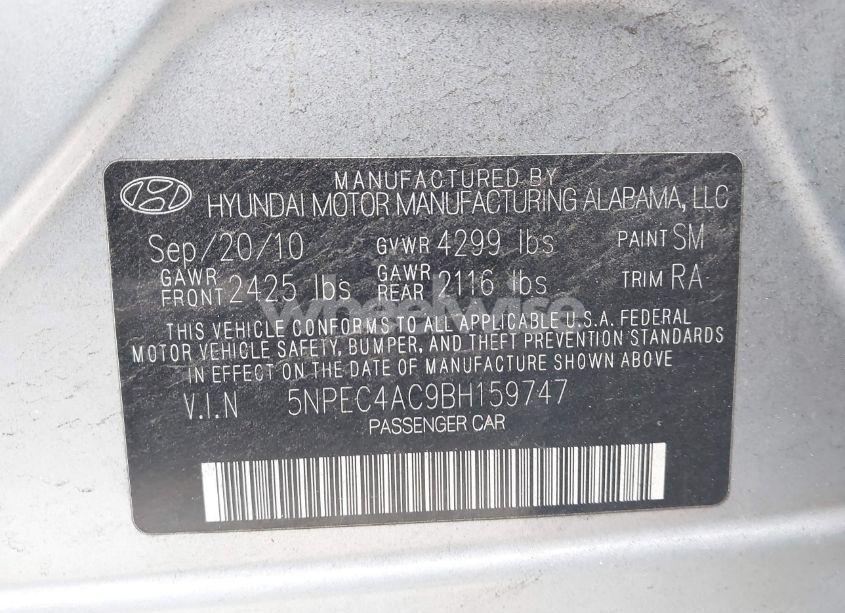 MANUFACTURED BY
HYUNDAI MOTOR MANUFACTURING ALABAMA, LLC
Sep/20/10 GVWR 4299 lbs PAINT SM
GAWR FRONT 2425 lbs GAWR REAR 2116 lbs TRIM RA
wheelwise
THIS VEHICLE CONFORMS TO ALL APPLICABLE U.S.A. FEDERAL
MOTOR VEHICLE SAFETY, BUMPER, AND THEFT PREVENTION STANDARDS
IN EFFECT ON THE DATE OF MANUFACTURE SHOWN ABOVE
V.I.N 5NPEC4AC9BH159747
PASSENGER CAR